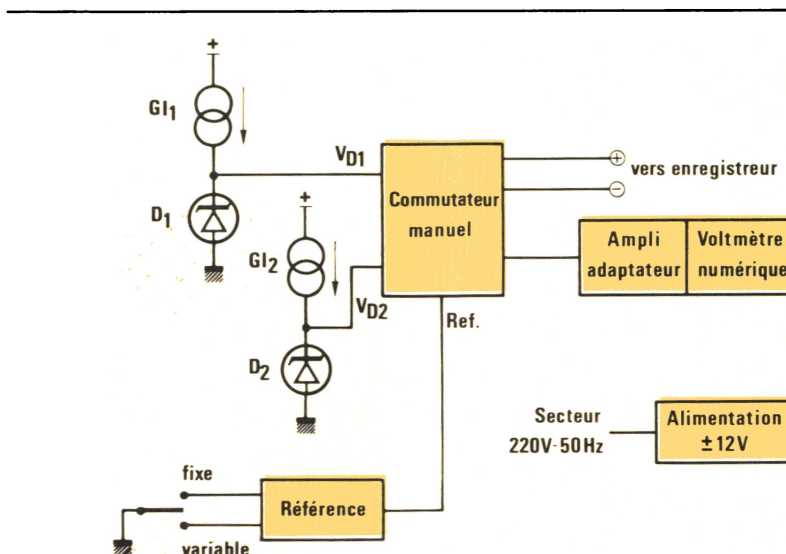 +
GI1
VD1
D1
+
GI2
VD2
D2
Commutateur
manuel
+
−
vers enregistreur
Ampli
adaptateur
Voltmètre
numérique
Ref.
Secteur
220V-50Hz
Alimentation
±12V
fixe
Référence
variable